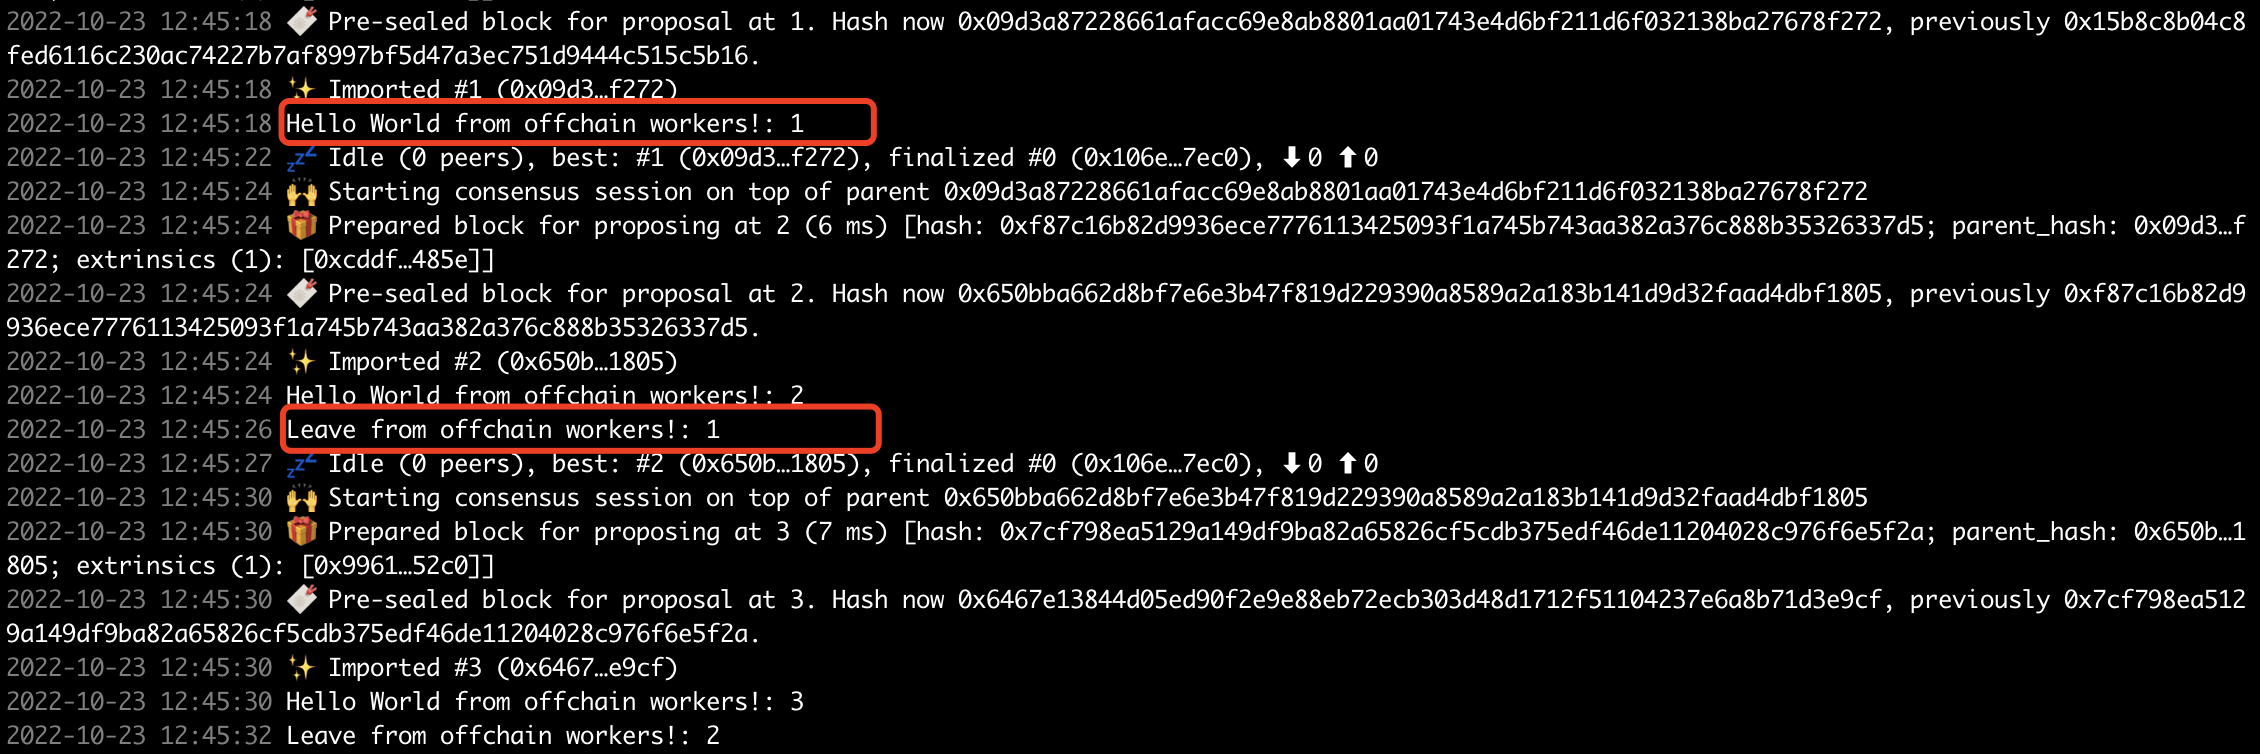 2022-10-23 12:45:18 🏷 Pre-sealed block for proposal at 1. Hash now 0x09d3a87228661afacc69e8ab8801aa01743e4d6bf211d6f032138ba27678f272, previously 0x15b8c8b04c8
fed6116c230ac74227b7af8997bf5d47a3ec751d9444c515c5b16.
2022-10-23 12:45:18 ✨ Imported #1 (0x09d3…f272)
2022-10-23 12:45:18 Hello World from offchain workers!: 1
2022-10-23 12:45:22 💤 Idle (0 peers), best: #1 (0x09d3…f272), finalized #0 (0x106e…7ec0), ⬇ 0 ⬆ 0
2022-10-23 12:45:24 🙌 Starting consensus session on top of parent 0x09d3a87228661afacc69e8ab8801aa01743e4d6bf211d6f032138ba27678f272
2022-10-23 12:45:24 🎁 Prepared block for proposing at 2 (6 ms) [hash: 0xf87c16b82d9936ece7776113425093f1a745b743aa382a376c888b35326337d5; parent_hash: 0x09d3…f
272; extrinsics (1): [0xcddf…485e]]
2022-10-23 12:45:24 🏷 Pre-sealed block for proposal at 2. Hash now 0x650bba662d8bf7e6e3b47f819d229390a8589a2a183b141d9d32faad4dbf1805, previously 0xf87c16b82d9
936ece7776113425093f1a745b743aa382a376c888b35326337d5.
2022-10-23 12:45:24 ✨ Imported #2 (0x650b…1805)
2022-10-23 12:45:24 Hello World from offchain workers!: 2
2022-10-23 12:45:26 Leave from offchain workers!: 1
2022-10-23 12:45:27 💤 Idle (0 peers), best: #2 (0x650b…1805), finalized #0 (0x106e…7ec0), ⬇ 0 ⬆ 0
2022-10-23 12:45:30 🙌 Starting consensus session on top of parent 0x650bba662d8bf7e6e3b47f819d229390a8589a2a183b141d9d32faad4dbf1805
2022-10-23 12:45:30 🎁 Prepared block for proposing at 3 (7 ms) [hash: 0x7cf798ea5129a149df9ba82a65826cf5cdb375edf46de11204028c976f6e5f2a; parent_hash: 0x650b…1
805; extrinsics (1): [0x9961…52c0]]
2022-10-23 12:45:30 🏷 Pre-sealed block for proposal at 3. Hash now 0x6467e13844d05ed90f2e9e88eb72ecb303d48d1712f51104237e6a8b71d3e9cf, previously 0x7cf798ea512
9a149df9ba82a65826cf5cdb375edf46de11204028c976f6e5f2a.
2022-10-23 12:45:30 ✨ Imported #3 (0x6467…e9cf)
2022-10-23 12:45:30 Hello World from offchain workers!: 3
2022-10-23 12:45:32 Leave from offchain workers!: 2